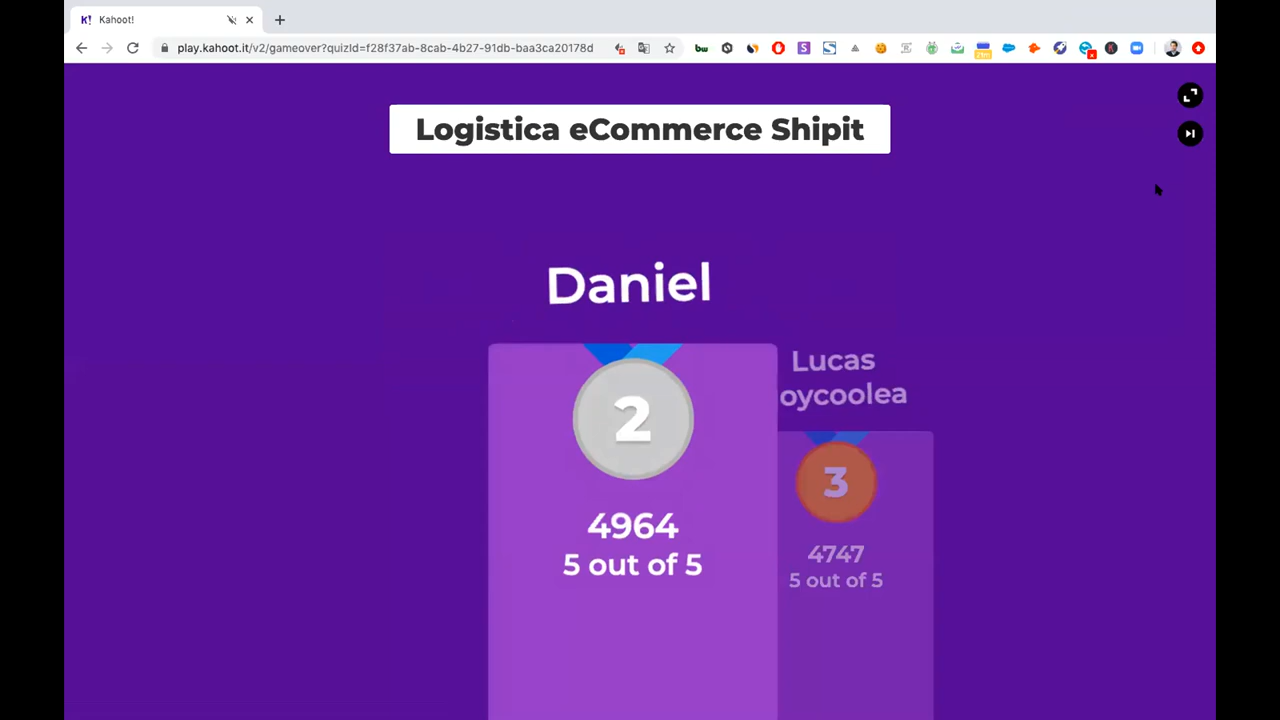 K! Kahoot!
play.kahoot.it/v2/gameover?quizId=f28f37ab-8cab-4b27-91db-baa3ca20178d
Logistica eCommerce Shipit
Daniel
2
4964
5 out of 5
Lucas
oycoolea
3
4747
5 out of 5